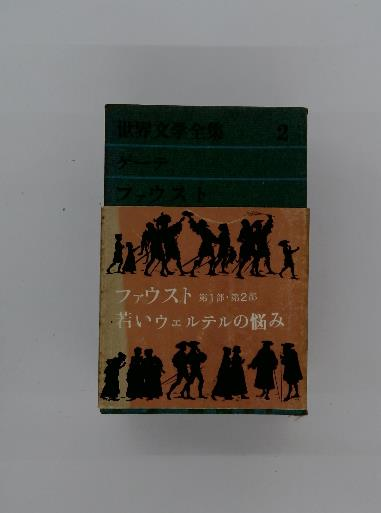 世界文学全集 2
ゲーテ
ファウスト
ファウスト 第1部・第2部
若いウェルテルの悩み